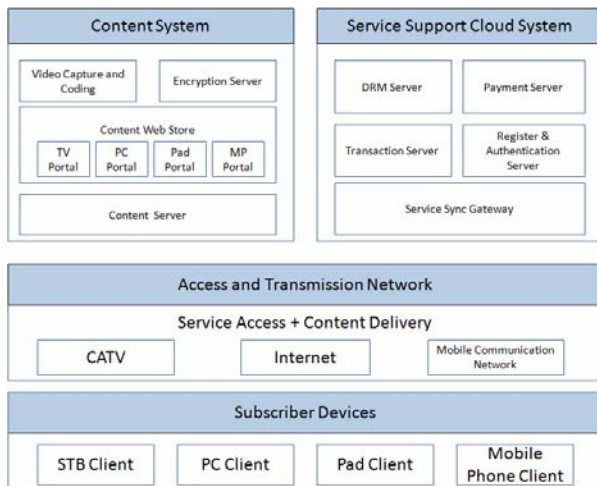 Content System
Video Capture and
Coding
Encryption Server
Content Web Store
TV
Portal
PC
Portal
Pad
Portal
MP
Portal
Content Server
Service Support Cloud System
DRM Server
Payment Server
Transaction Server
Register &
Authentication
Server
Service Sync Gateway
Access and Transmission Network
Service Access + Content Delivery
CATV
Internet
Mobile Communication
Network
Subscriber Devices
STB Client
PC Client
Pad Client
Mobile
Phone Client